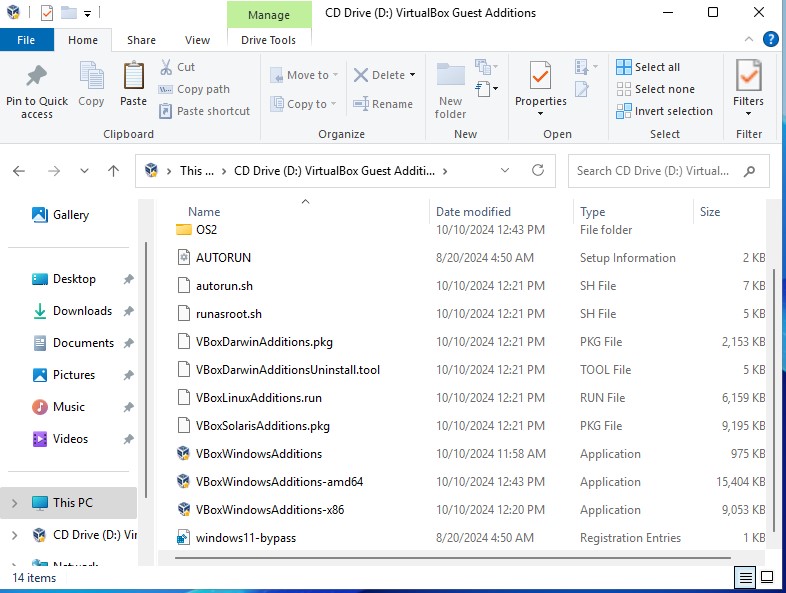 Manage
CD Drive (D:) VirtualBox Guest Additions
File
Home
Share
View
Drive Tools
Pin to Quick access
Copy
Paste
Cut
Copy path
Paste shortcut
Clipboard
Move to
Copy to
Delete
Rename
Organize
New folder
New
Properties
Open
Select all
Select none
Invert selection
Select
Filters
Filter
This ... › CD Drive (D:) VirtualBox Guest Additi... ›
Search CD Drive (D:) Virtual...
Gallery
Desktop
Downloads
Documents
Pictures
Music
Videos
This PC
CD Drive (D:) Vir
Network
Name Date modified Type Size
OS2 10/10/2024 12:43 PM File folder
AUTORUN 8/20/2024 4:50 AM Setup Information 2 KB
autorun.sh 10/10/2024 12:21 PM SH File 7 KB
runasroot.sh 10/10/2024 12:21 PM SH File 5 KB
VBoxDarwinAdditions.pkg 10/10/2024 12:21 PM PKG File 2,153 KB
VBoxDarwinAdditionsUninstall.tool 10/10/2024 12:21 PM TOOL File 5 KB
VBoxLinuxAdditions.run 10/10/2024 12:21 PM RUN File 6,159 KB
VBoxSolarisAdditions.pkg 10/10/2024 12:21 PM PKG File 9,195 KB
VBoxWindowsAdditions 10/10/2024 11:58 AM Application 975 KB
VBoxWindowsAdditions-amd64 10/10/2024 12:43 PM Application 15,404 KB
VBoxWindowsAdditions-x86 10/10/2024 12:20 PM Application 9,053 KB
windows11-bypass 8/20/2024 4:50 AM Registration Entries 1 KB
14 items